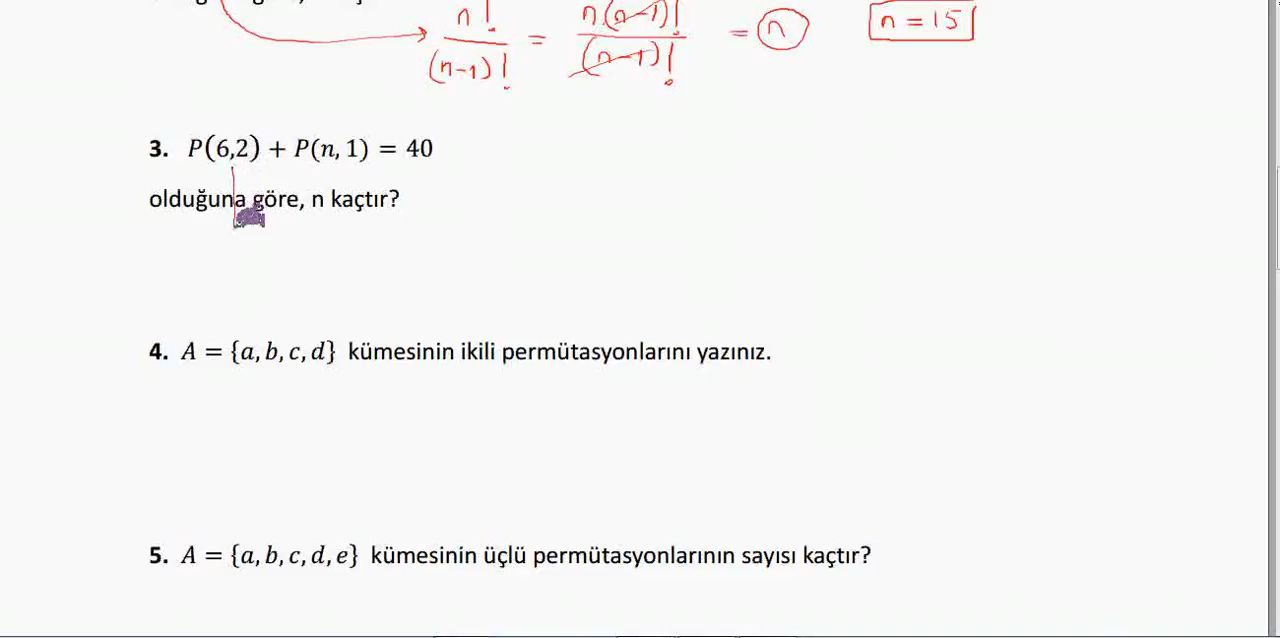 n! / (n-1)! = n(n-1)! / (n-1)! = n   n = 15
3. P(6,2) + P(n, 1) = 40
olduğuna göre, n kaçtır?
4. A = {a, b, c, d} kümesinin ikili permütasyonlarını yazınız.
5. A = {a, b, c, d, e} kümesinin üçlü permütasyonlarının sayısı kaçtır?